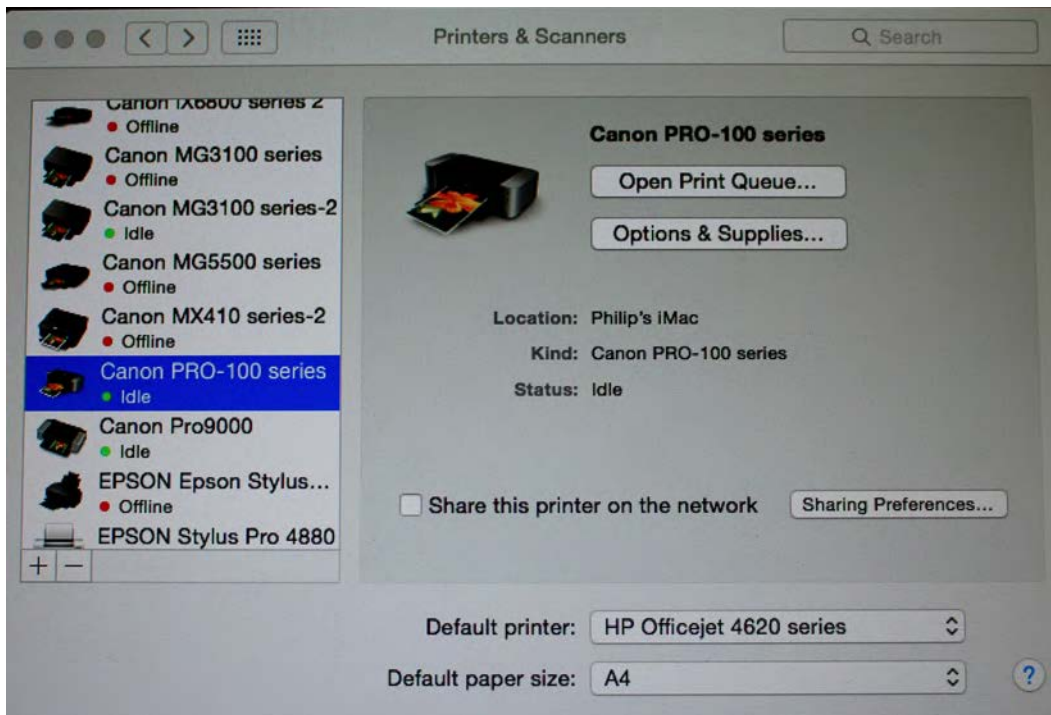 Printers & Scanners
Search
Canon iX6800 series 2
Offline
Canon MG3100 series
Offline
Canon MG3100 series-2
Idle
Canon MG5500 series
Offline
Canon MX410 series-2
Offline
Canon PRO-100 series
Idle
Canon Pro9000
Idle
EPSON Epson Stylus...
Offline
EPSON Stylus Pro 4880
+ −
Canon PRO-100 series
Open Print Queue...
Options & Supplies...
Location: Philip's iMac
Kind: Canon PRO-100 series
Status: Idle
Share this printer on the network
Sharing Preferences...
Default printer: HP Officejet 4620 series
Default paper size: A4
?